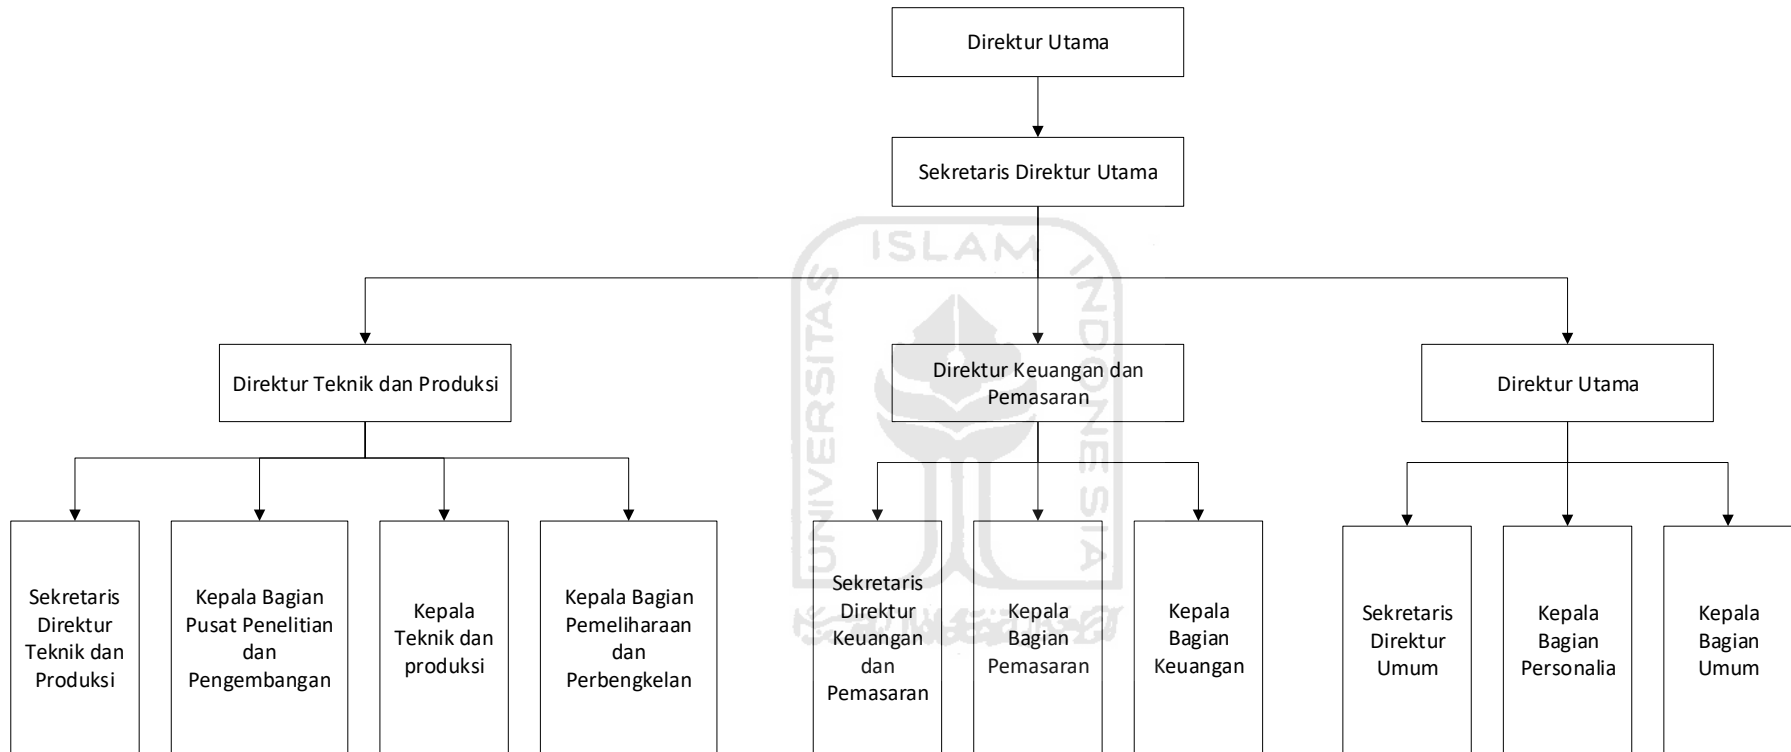 Direktur Utama
Sekretaris Direktur Utama
UNIVERSITAS
ISLAM
INDONESIA
Direktur Teknik dan Produksi
Direktur Keuangan dan
Pemasaran
Direktur Utama
Sekretaris
Direktur
Teknik dan
Produksi
Kepala Bagian
Pusat Penelitian
dan
Pengembangan
Kepala
Teknik dan
produksi
Kepala Bagian
Pemeliharaan
dan
Perbengkelan
Sekretaris
Direktur
Keuangan
dan
Pemasaran
Kepala
Bagian
Pemasaran
Kepala
Bagian
Keuangan
Sekretaris
Direktur
Umum
Kepala
Bagian
Personalia
Kepala
Bagian
Umum